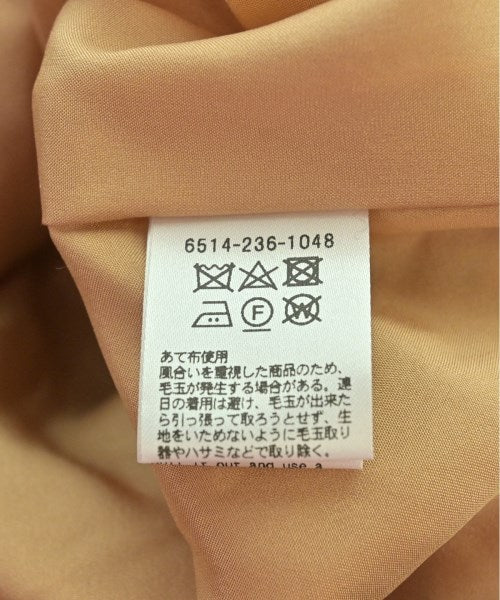 6514-236-1048
F W
あて布使用
風合いを重視した商品のため、
毛玉が発生する場合がある。連
日の着用は避け、毛玉が出来た
ら引っ張って取ろうとせず、生
地をいためないように毛玉取り
器やハサミなどで取り除く。
out and use a